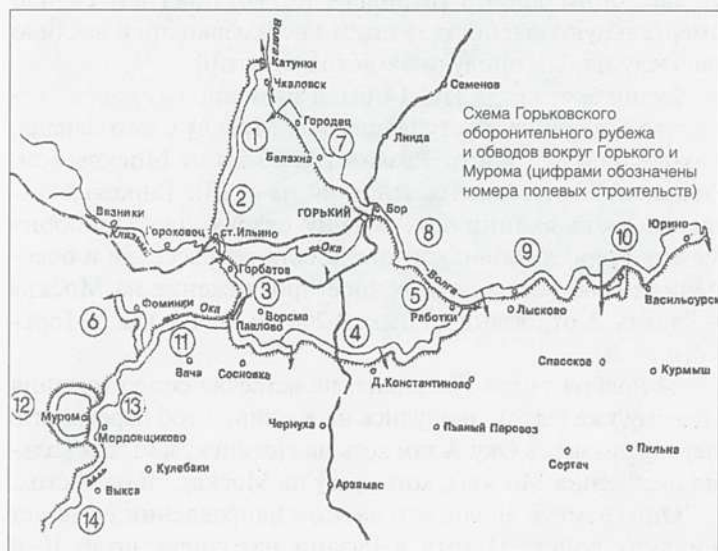 Волга
Катунки
Чкаловск
Семенов
1
Городец
7
Линда
Балахна
Схема Горьковского
оборонительного рубежа
и обводов вокруг Горького и
Мурома (цифрами обозначены
номера полевых строительств)
2
Вязники
Клязьма
Гороховец
ст. Ильино
ГОРЬКИЙ
Бор
Ока
8
9
10
Юрино
Волга
Горбатов
Васильсурск
Фоминки
Ока
3
Ворсма
5
Работки
Лысково
6
Павлово
4
11
Вача
Сосновка
Д.Константиново
Спасское
Курмыш
12
Муром
13
Мордовщиково
Чернуха
Пьяный Перевоз
Пильна
Сергач
Кулебаки
Выкса
Арзамас
14